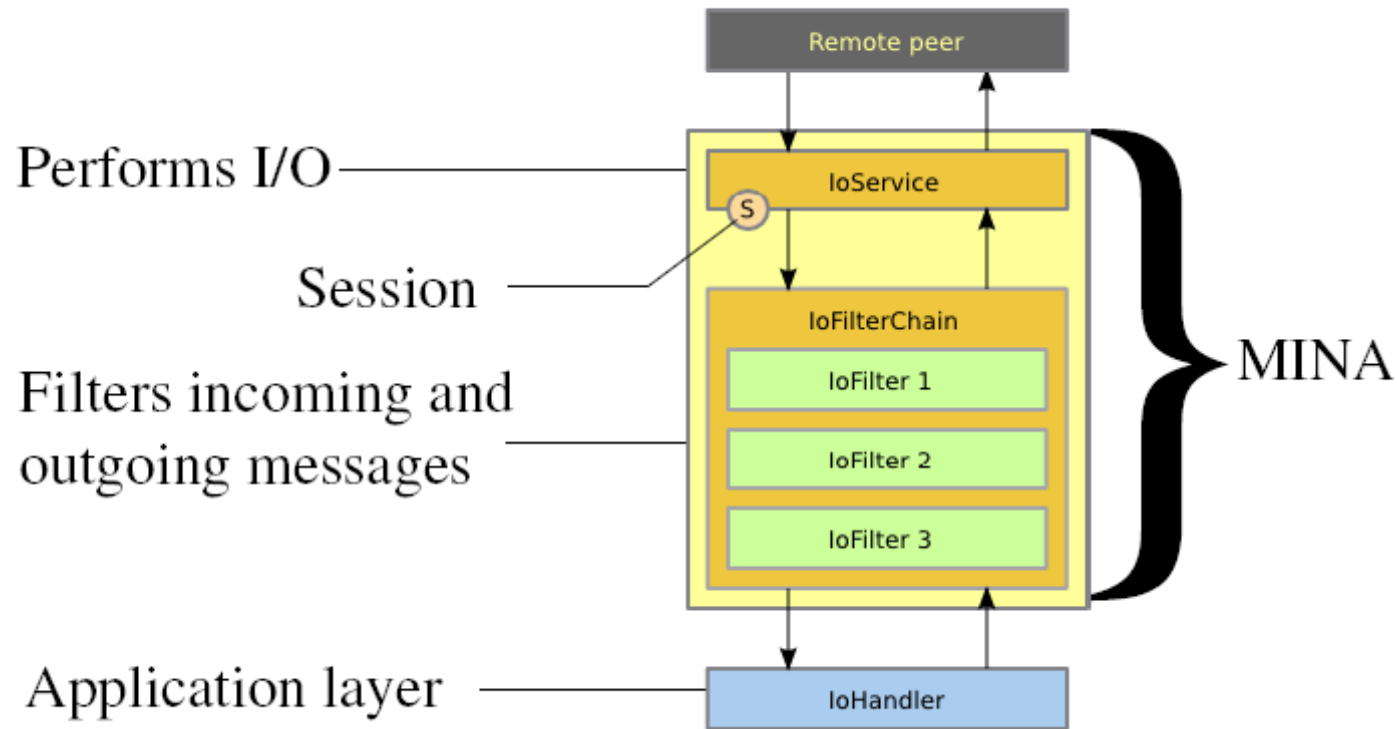 Remote peer
Performs I/O
IoService
S
Session
IoFilterChain
MINA
IoFilter 1
Filters incoming and
outgoing messages
IoFilter 2
IoFilter 3
Application layer
IoHandler